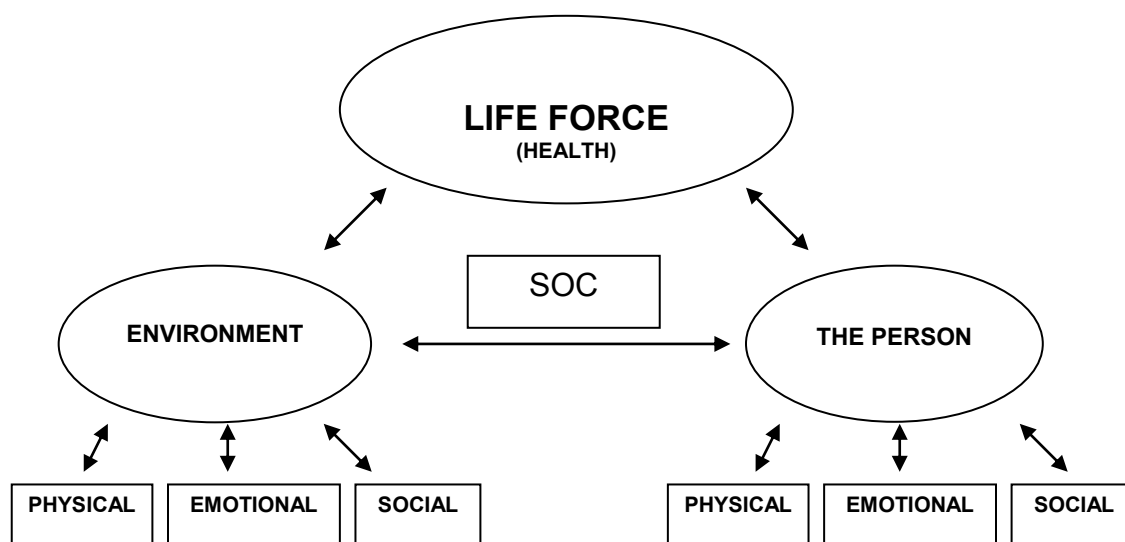 LIFE FORCE
(HEALTH)
SOC
ENVIRONMENT
THE PERSON
PHYSICAL
EMOTIONAL
SOCIAL
PHYSICAL
EMOTIONAL
SOCIAL